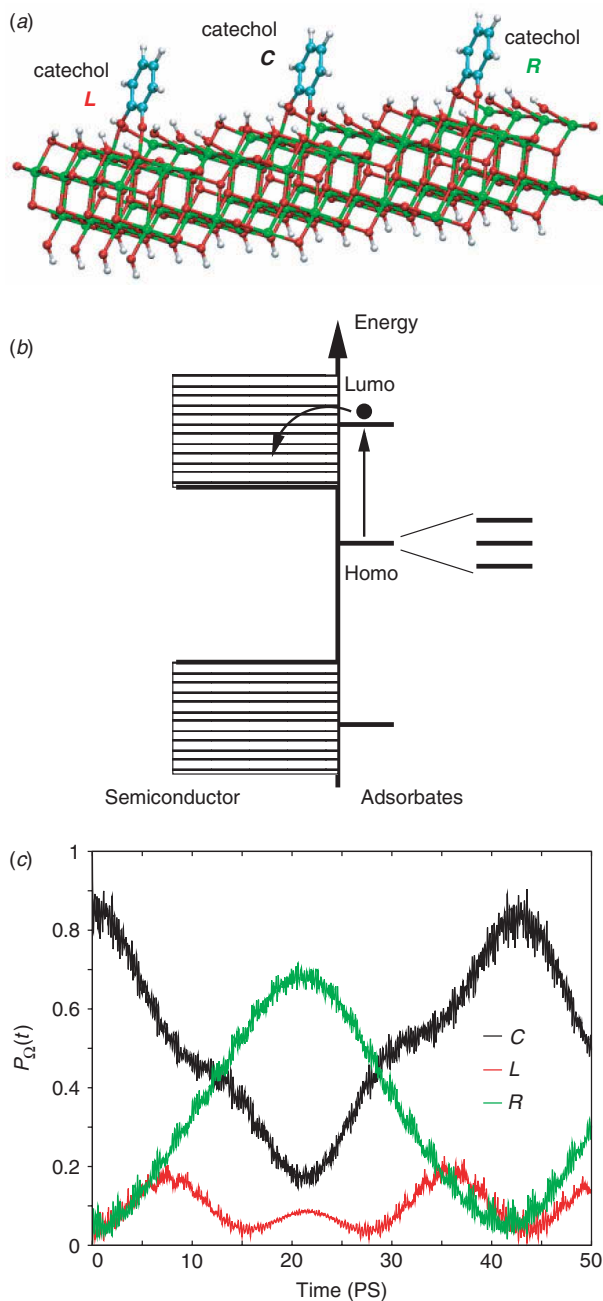 (a)
catechol
L
catechol
C
catechol
R
(b)
Energy
Lumo
Homo
Semiconductor
Adsorbates
(c)
1
0.8
0.6
0.4
0.2
0
P_Ω(t)
C
L
R
0
10
20
30
40
50
Time (PS)